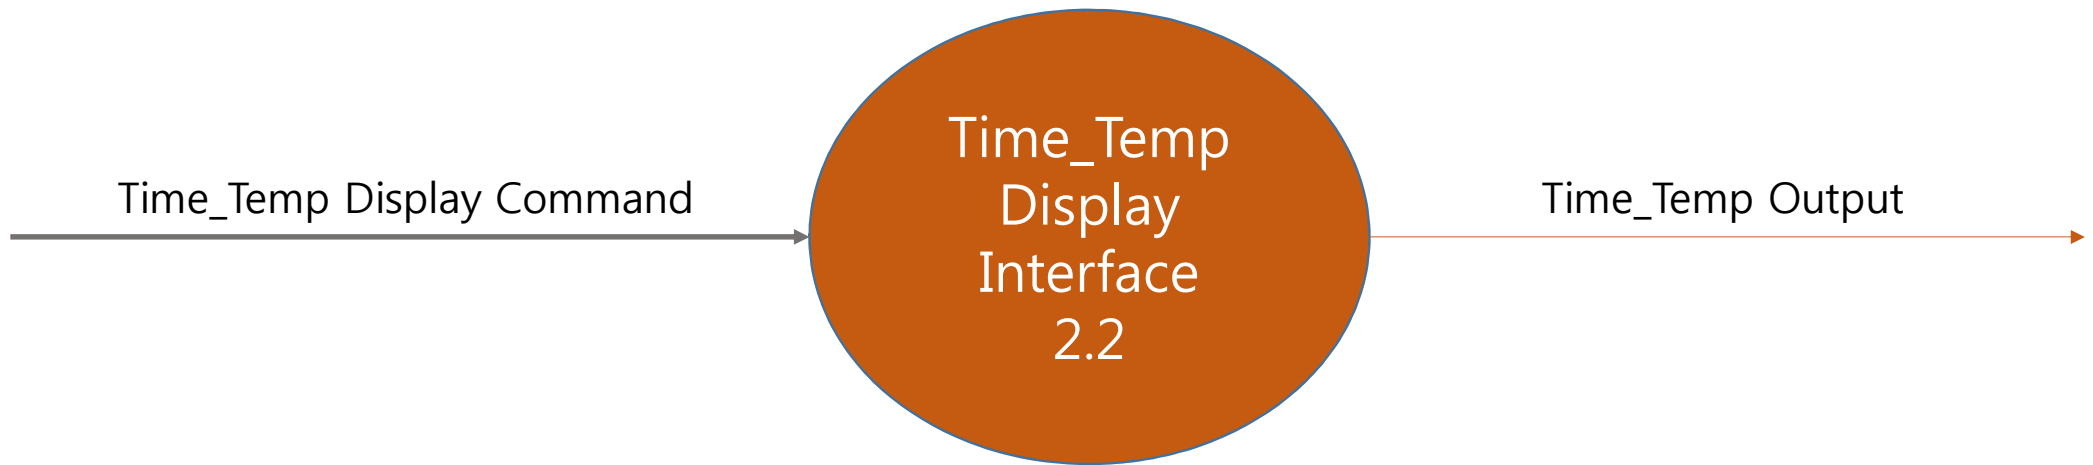 Time_Temp Display Command
Time_Temp
Display
Interface
2.2
Time_Temp Output